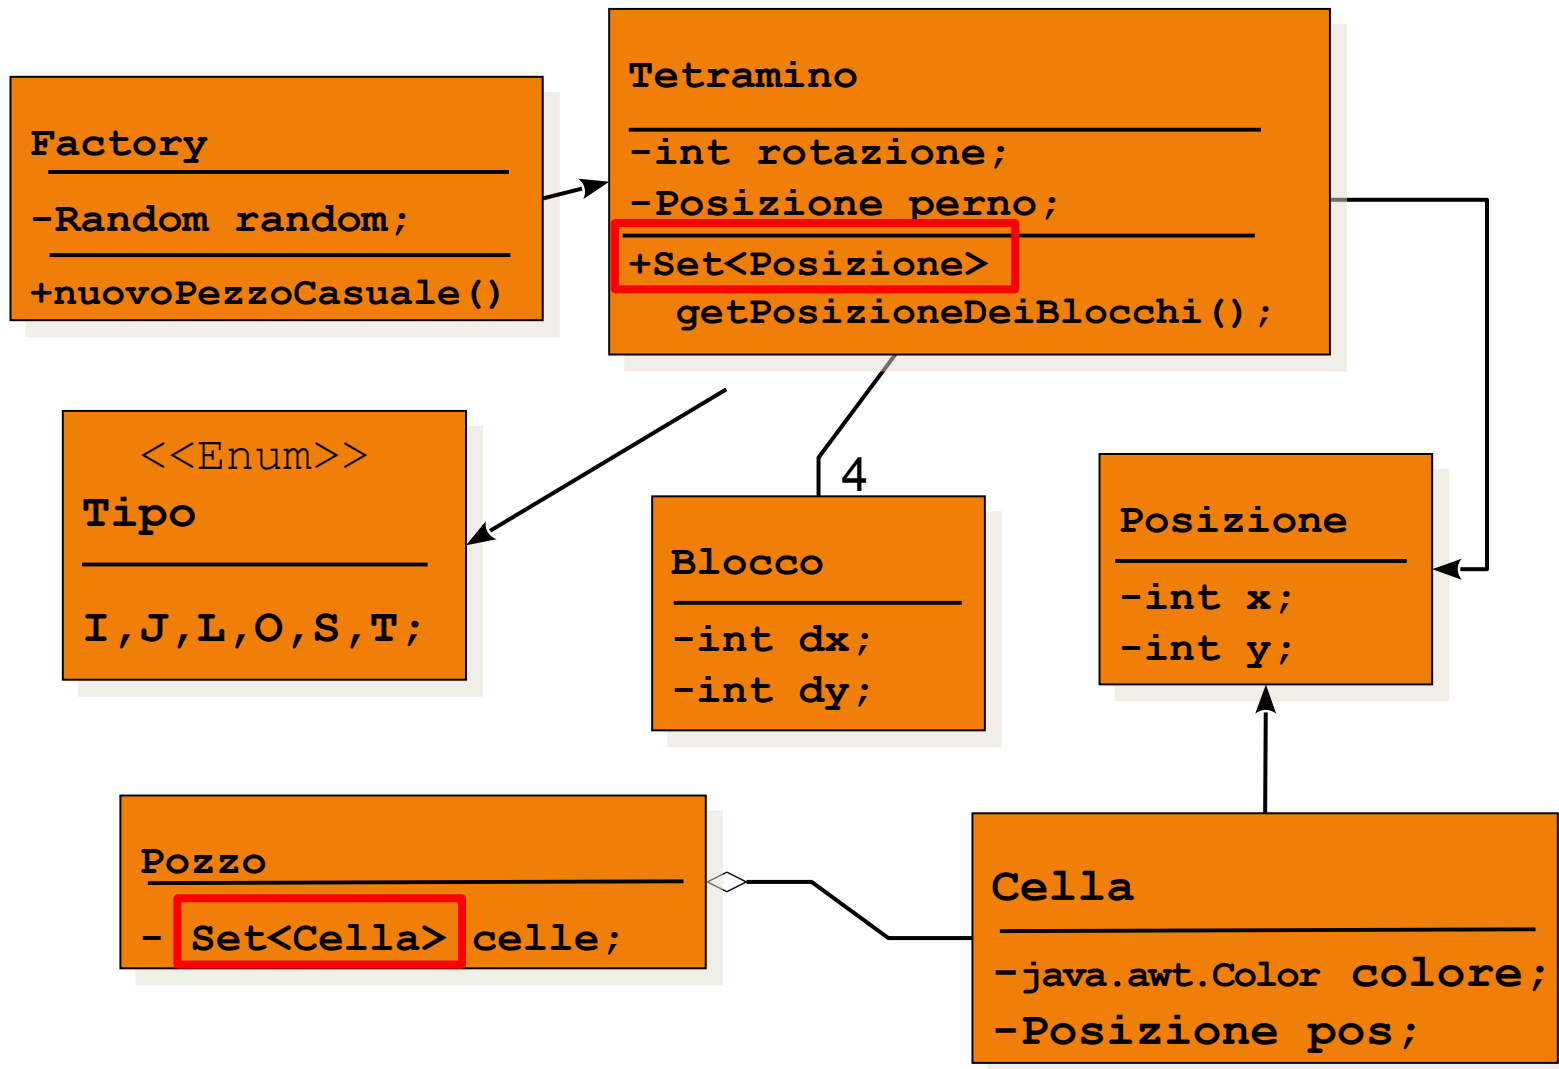 Tetramino
-int rotazione;
-Posizione perno;
+Set<Posizione>
getPosizioneDeiBlocchi();
Factory
-Random random;
+nuovoPezzoCasuale()
<<Enum>>
Tipo
I,J,L,O,S,T;
4
Blocco
-int dx;
-int dy;
Posizione
-int x;
-int y;
Pozzo
- Set<Cella> celle;
Cella
-java.awt.Color colore;
-Posizione pos;